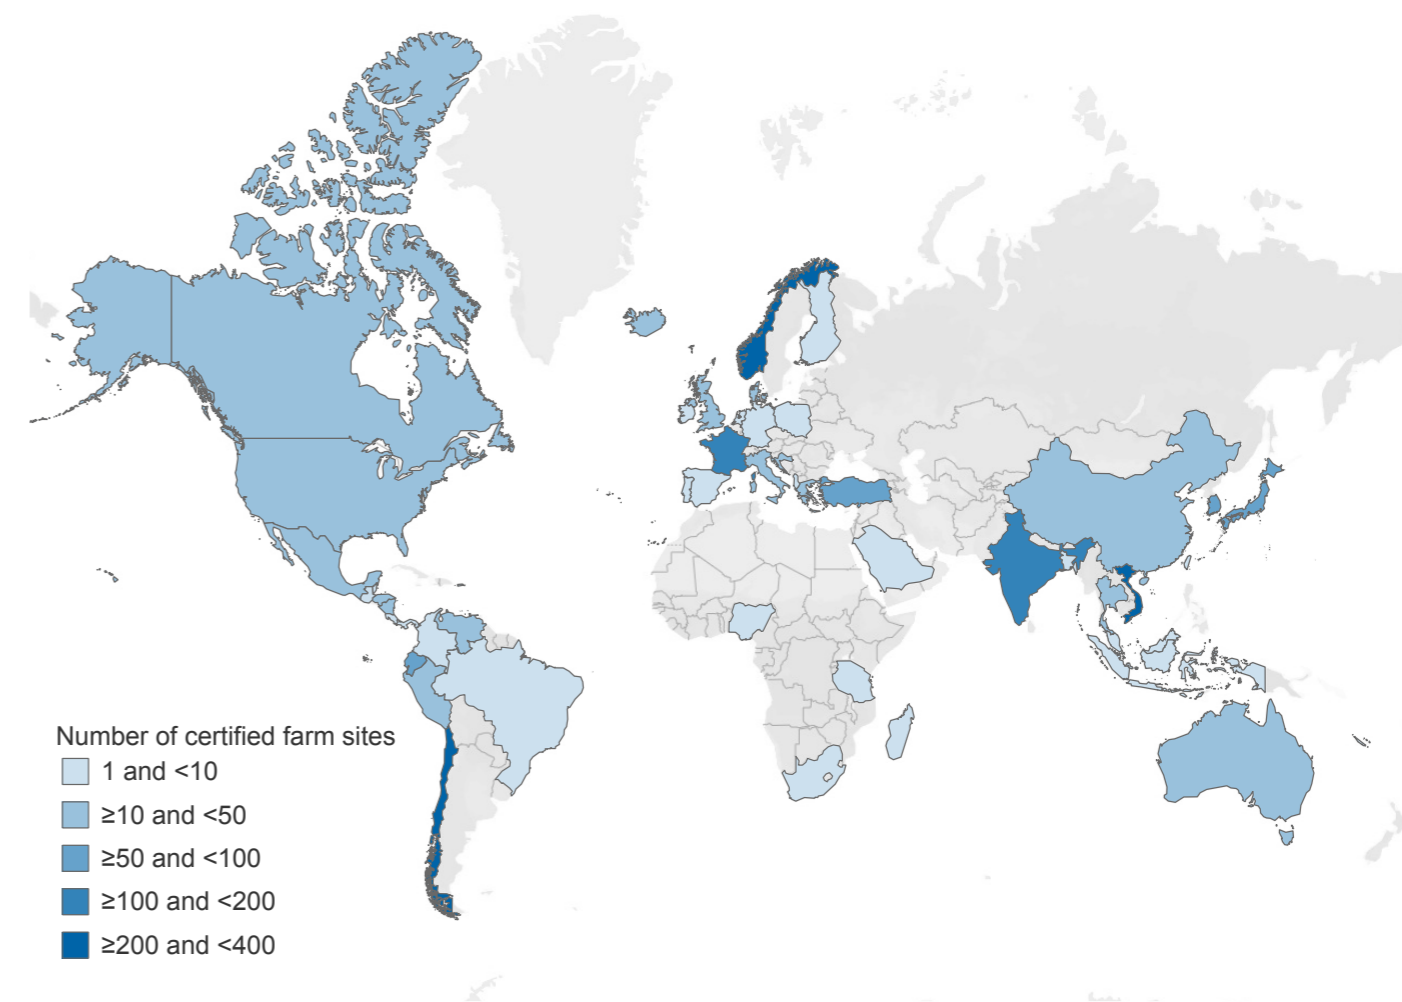 Number of certified farm sites
1 and <10
≥10 and <50
≥50 and <100
≥100 and <200
≥200 and <400